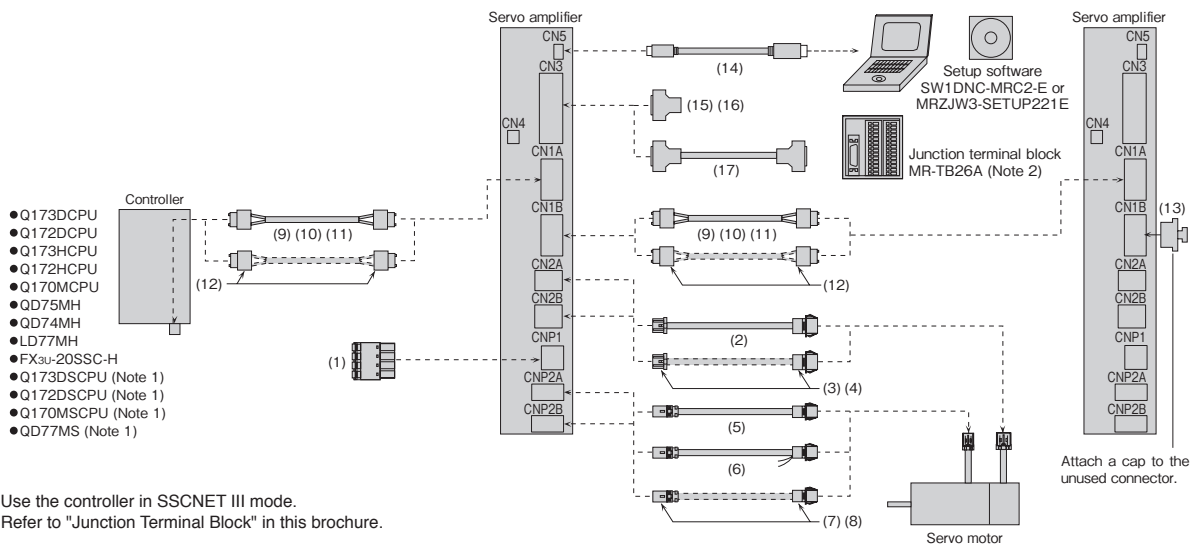 Servo amplifier
CN5
CN3
CN4
CN1A
CN1B
CN2A
CN2B
CNP1
CNP2A
CNP2B
(14)
(15) (16)
(17)
Setup software
SW1DNC-MRC2-E or
MRZJW3-SETUP221E
Junction terminal block
MR-TB26A (Note 2)
Servo amplifier
CN5
CN3
CN4
CN1A
CN1B
CN2A
CN2B
CNP1
CNP2A
CNP2B
(13)
Attach a cap to the
unused connector.
Controller
●Q173DCPU
●Q172DCPU
●Q173HCPU
●Q172HCPU
●Q170MCPU
●QD75MH
●QD74MH
●LD77MH
●FX3U-20SSC-H
●Q173DSCPU (Note 1)
●Q172DSCPU (Note 1)
●Q170MSCPU (Note 1)
●QD77MS (Note 1)
(9) (10) (11)
(12)
(9) (10) (11)
(12)
(1)
(2)
(3) (4)
(5)
(6)
(7) (8)
Servo motor
Use the controller in SSCNET III mode.
Refer to "Junction Terminal Block" in this brochure.